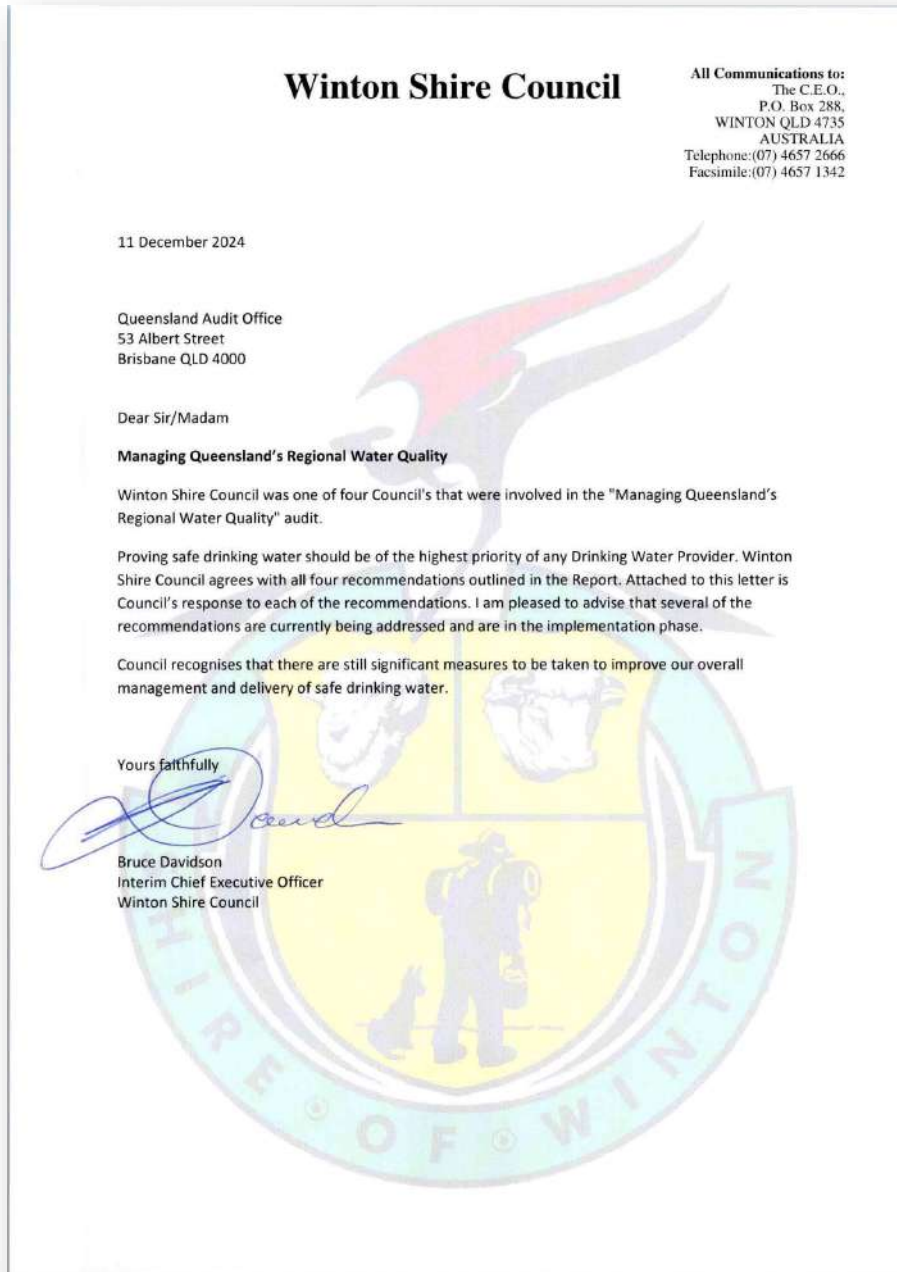 Winton Shire Council
All Communications to:
The C.E.O.,
P.O. Box 288,
WINTON QLD 4735
AUSTRALIA
Telephone:(07) 4657 2666
Facsimile:(07) 4657 1342
11 December 2024
Queensland Audit Office
53 Albert Street
Brisbane QLD 4000
Dear Sir/Madam
Managing Queensland's Regional Water Quality
Winton Shire Council was one of four Council's that were involved in the "Managing Queensland's
Regional Water Quality" audit.
Proving safe drinking water should be of the highest priority of any Drinking Water Provider. Winton
Shire Council agrees with all four recommendations outlined in the Report. Attached to this letter is
Council's response to each of the recommendations. I am pleased to advise that several of the
recommendations are currently being addressed and are in the implementation phase.
Council recognises that there are still significant measures to be taken to improve our overall
management and delivery of safe drinking water.
Yours faithfully
Bruce Davidson
Interim Chief Executive Officer
Winton Shire Council
SHIRE OF WINTON